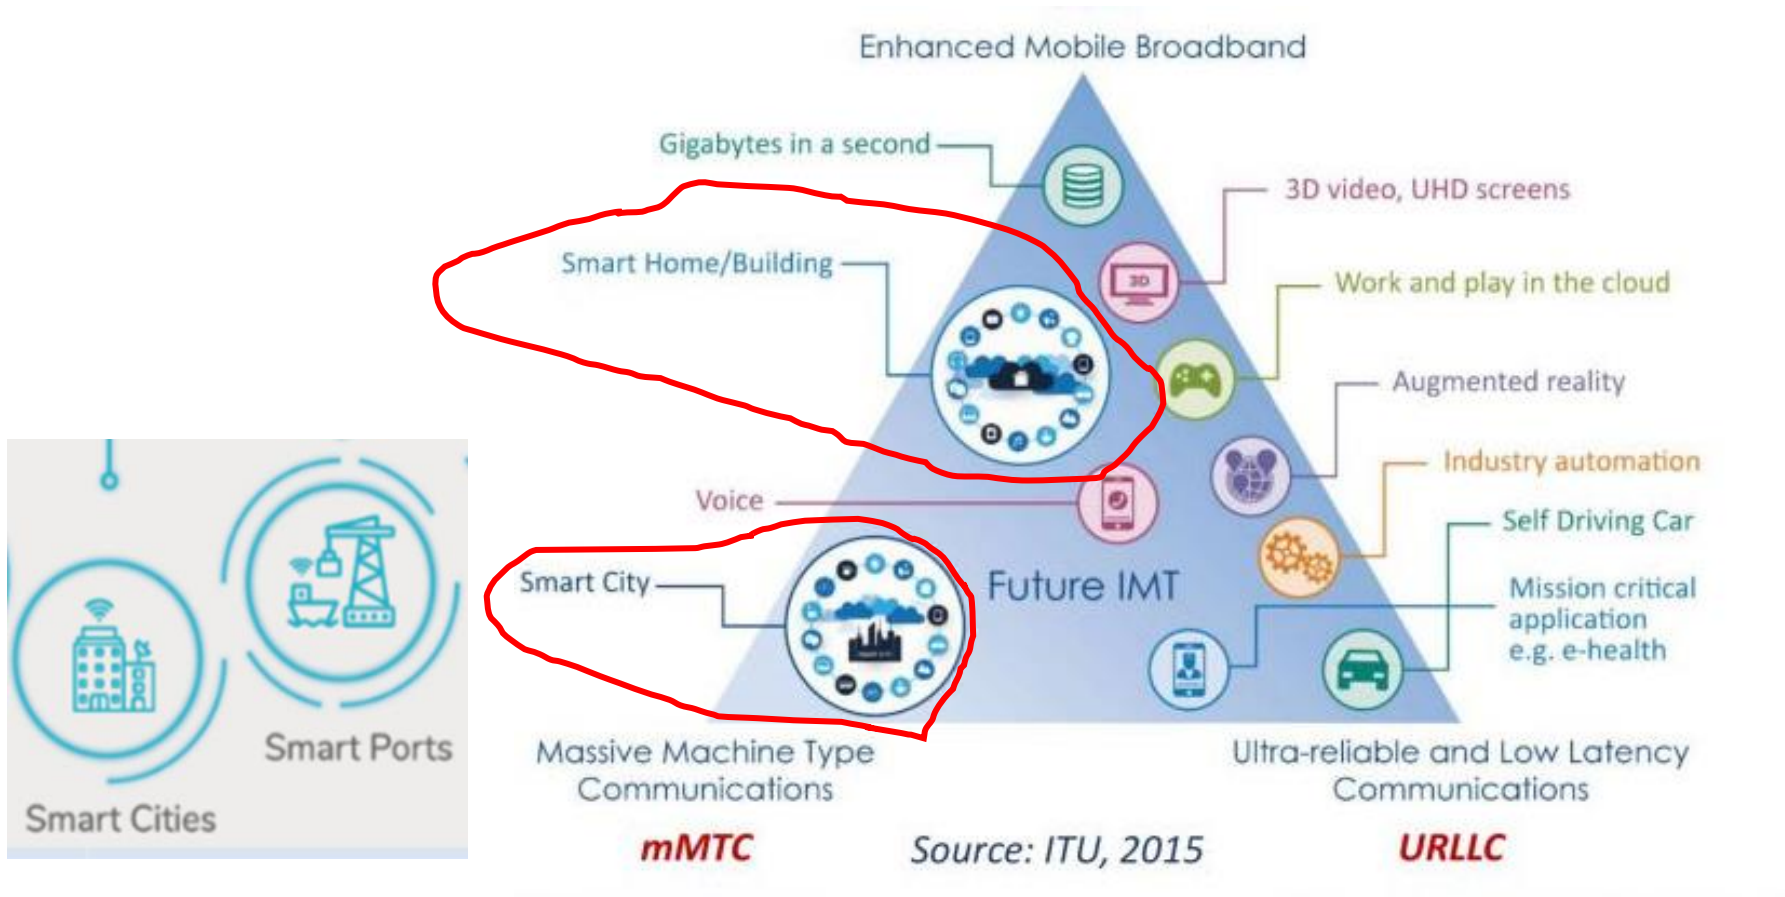 Enhanced Mobile Broadband
Gigabytes in a second
3D video, UHD screens
Smart Home/Building
3D
Work and play in the cloud
Augmented reality
Industry automation
Voice
Self Driving Car
Smart City
Future IMT
Mission critical
application
e.g. e-health
Massive Machine Type
Communications
Ultra-reliable and Low Latency
Communications
mMTC
Source: ITU, 2015
URLLC
Smart Ports
Smart Cities